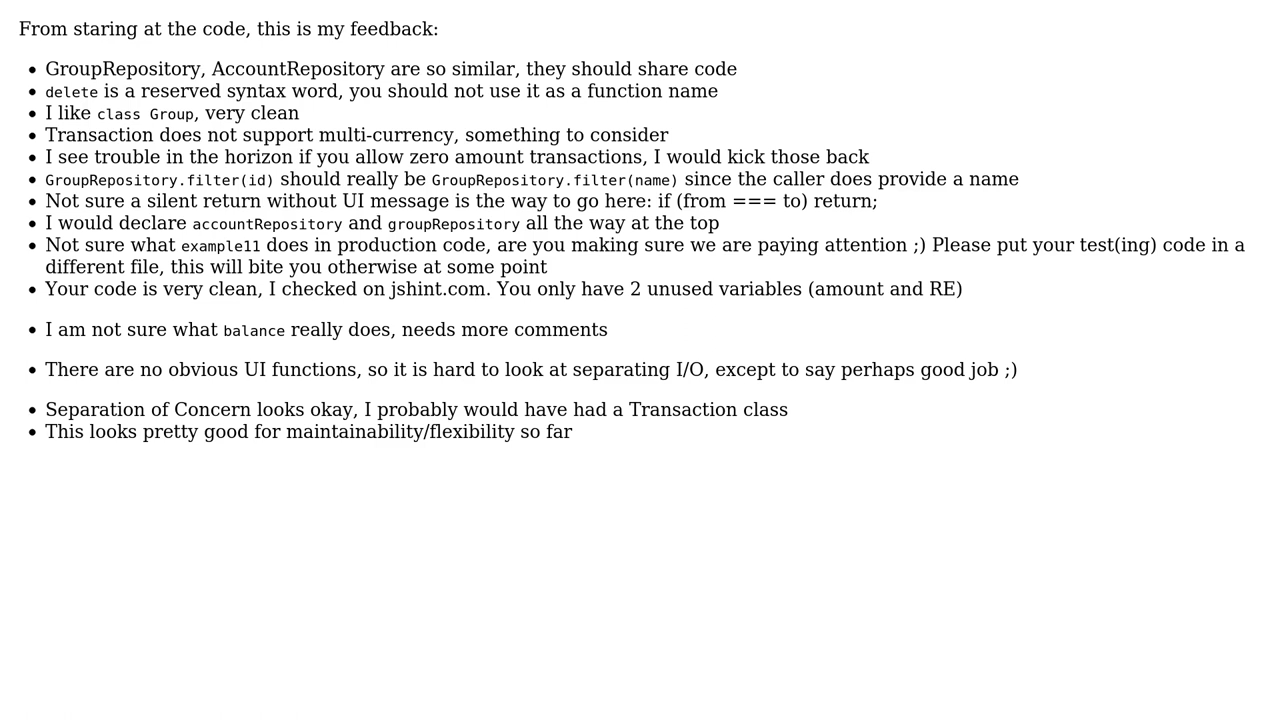 From staring at the code, this is my feedback:
• GroupRepository, AccountRepository are so similar, they should share code
• delete is a reserved syntax word, you should not use it as a function name
• I like class Group, very clean
• Transaction does not support multi-currency, something to consider
• I see trouble in the horizon if you allow zero amount transactions, I would kick those back
• GroupRepository.filter(id) should really be GroupRepository.filter(name) since the caller does provide a name
• Not sure a silent return without UI message is the way to go here: if (from === to) return;
• I would declare accountRepository and groupRepository all the way at the top
• Not sure what example11 does in production code, are you making sure we are paying attention ;) Please put your test(ing) code in a
different file, this will bite you otherwise at some point
• Your code is very clean, I checked on jshint.com. You only have 2 unused variables (amount and RE)
• I am not sure what balance really does, needs more comments
• There are no obvious UI functions, so it is hard to look at separating I/O, except to say perhaps good job ;)
• Separation of Concern looks okay, I probably would have had a Transaction class
• This looks pretty good for maintainability/flexibility so far